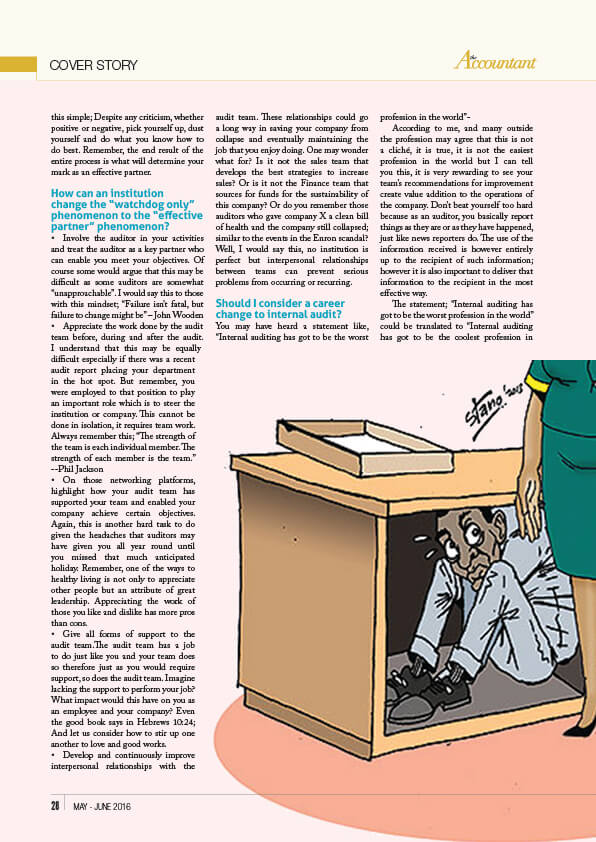 COVER STORY
the
Accountant
this simple; Despite any criticism, whether
positive or negative, pick yourself up, dust
yourself and do what you know how to
do best. Remember, the end result of the
entire process is what will determine your
mark as an effective partner.
How can an institution
change the “watchdog only”
phenomenon to the “effective
partner” phenomenon?
• Involve the auditor in your activities
and treat the auditor as a key partner who
can enable you meet your objectives. Of
course some would argue that this may be
difficult as some auditors are somewhat
“unapproachable”. I would say this to those
with this mindset; “Failure isn’t fatal, but
failure to change might be” – John Wooden
• Appreciate the work done by the audit
team before, during and after the audit.
I understand that this may be equally
difficult especially if there was a recent
audit report placing your department
in the hot spot. But remember, you
were employed to that position to play
an important role which is to steer the
institution or company. This cannot be
done in isolation, it requires team work.
Always remember this; “The strength of
the team is each individual member. The
strength of each member is the team.”
--Phil Jackson
• On those networking platforms,
highlight how your audit team has
supported your team and enabled your
company achieve certain objectives.
Again, this is another hard task to do
given the headaches that auditors may
have given you all year round until
you missed that much anticipated
holiday. Remember, one of the ways to
healthy living is not only to appreciate
other people but an attribute of great
leadership. Appreciating the work of
those you like and dislike has more pros
than cons.
• Give all forms of support to the
audit team.The audit team has a job
to do just like you and your team does
so therefore just as you would require
support, so does the audit team. Imagine
lacking the support to perform your job?
What impact would this have on you as
an employee and your company? Even
the good book says in Hebrews 10:24;
And let us consider how to stir up one
another to love and good works.
• Develop and continuously improve
interpersonal relationships with the
audit team. These relationships could go
a long way in saving your company from
collapse and eventually maintaining the
job that you enjoy doing. One may wonder
what for? Is it not the sales team that
develops the best strategies to increase
sales? Or is it not the Finance team that
sources for funds for the sustainability of
this company? Or do you remember those
auditors who gave company X a clean bill
of health and the company still collapsed;
similar to the events in the Enron scandal?
Well, I would say this, no institution is
perfect but interpersonal relationships
between teams can prevent serious
problems from occurring or recurring.
Should I consider a career
change to internal audit?
You may have heard a statement like,
“Internal auditing has got to be the worst
profession in the world”-
According to me, and many outside
the profession may agree that this is not
a cliché, it is true, it is not the easiest
profession in the world but I can tell
you this, it is very rewarding to see your
team’s recommendations for improvement
create value addition to the operations of
the company. Don’t beat yourself too hard
because as an auditor, you basically report
things as they are or as they have happened,
just like news reporters do. The use of the
information received is however entirely
up to the recipient of such information;
however it is also important to deliver that
information to the recipient in the most
effective way.
The statement; “Internal auditing has
got to be the worst profession in the world”
could be translated to “Internal auditing
has got to be the coolest profession in
Stano. '2013
28 MAY - JUNE 2016